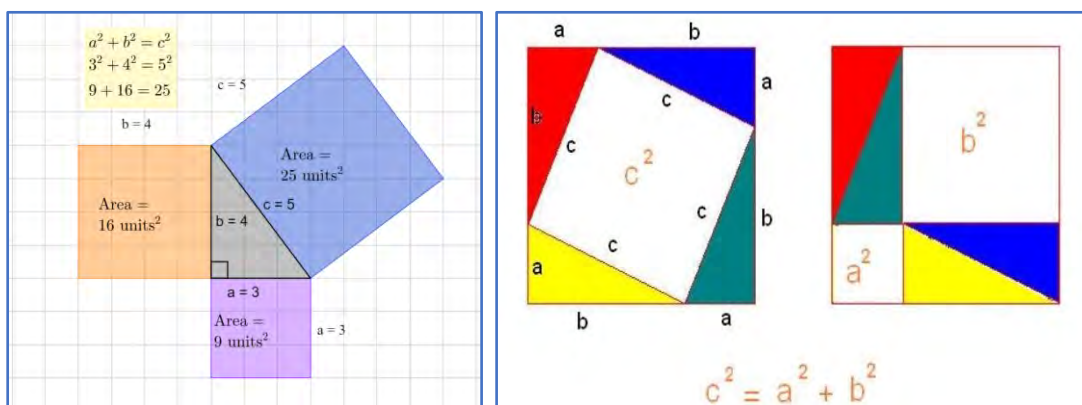 a² + b² = c²
3² + 4² = 5²
9 + 16 = 25
c = 5
b = 4
Area =
25 units²
Area =
16 units²
b = 4
c = 5
a = 3
Area =
9 units²
a = 3
a
b
b
c
a
c
c²
c
b
c
a
b
a
b²
a²
c² = a² + b²